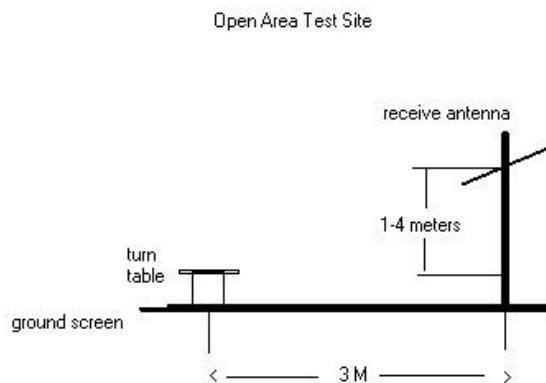 Open Area Test Site
receive antenna
1-4 meters
turn
table
ground screen
3 M